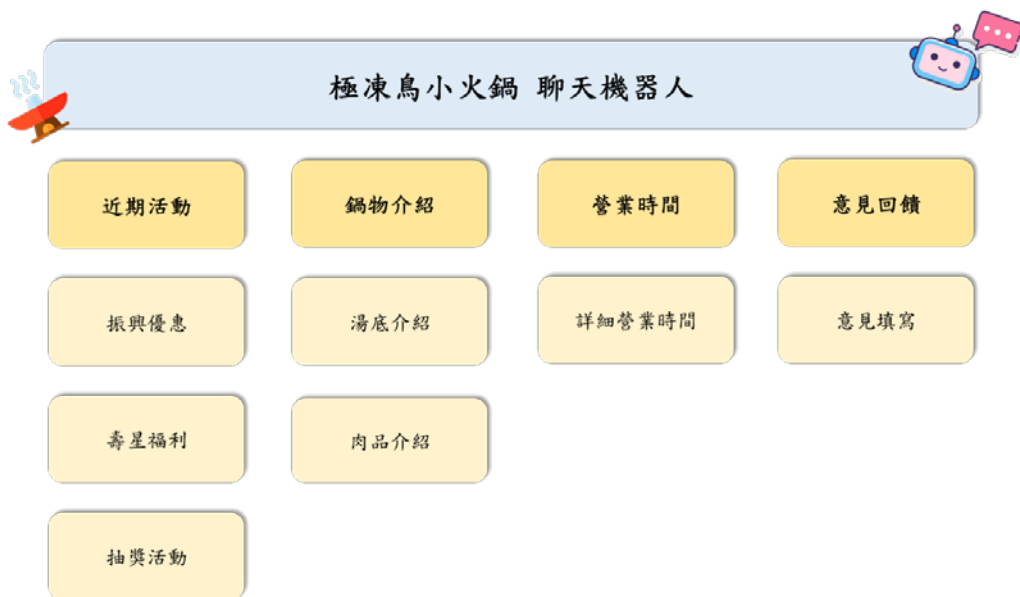 極凍鳥小火鍋 聊天機器人
近期活動
鍋物介紹
營業時間
意見回饋
振興優惠
湯底介紹
詳細營業時間
意見填寫
壽星福利
肉品介紹
抽獎活動